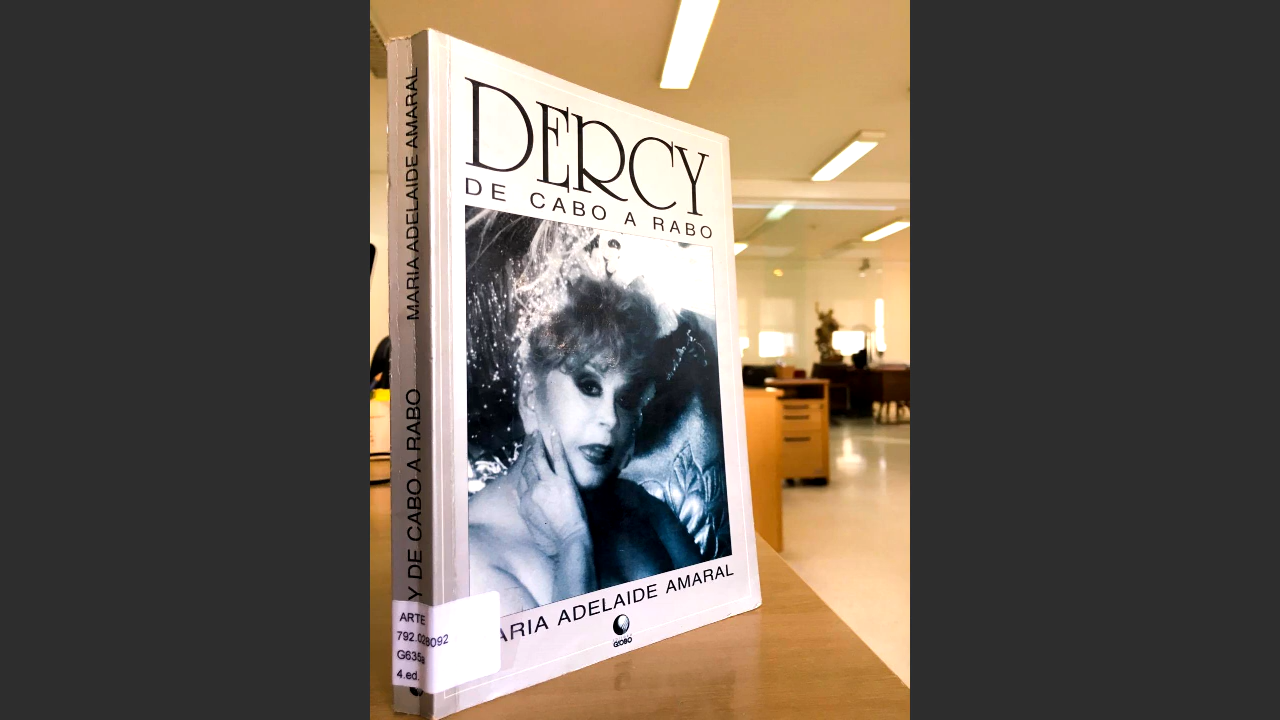 DERCY
DE CABO A RABO
MARIA ADELAIDE AMARAL
GLOBO
Y DE CABO A RABO MARIA ADELAIDE AMARAL
ARTE
792.028092
G635a
4.ed.